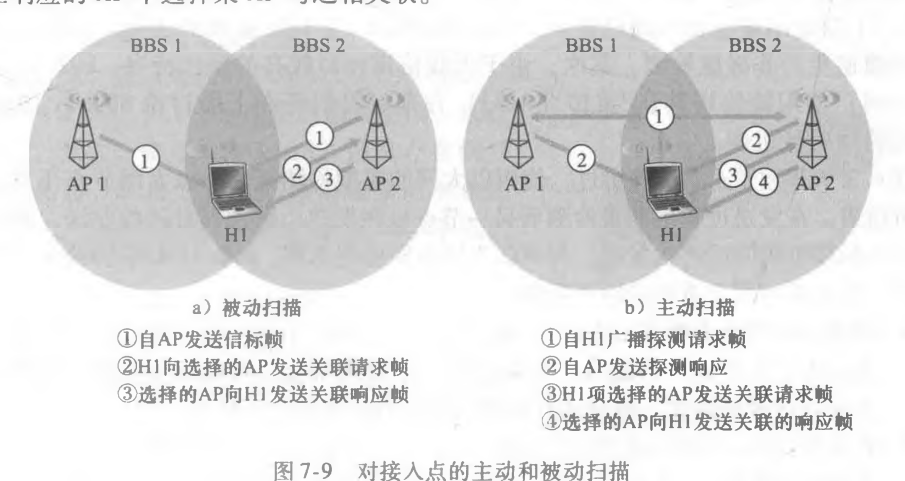 BBS 1 BBS 2 BBS 1 BBS 2
① ① ① ②
① ② ③ ② ③ ④
AP 1 AP 2 AP 1 AP 2
H1 H1
a）被动扫描
①自AP发送信标帧
②H1向选择的AP发送关联请求帧
③选择的AP向H1发送关联响应帧
b）主动扫描
①自H1广播探测请求帧
②自AP发送探测响应
③H1项选择的AP发送关联请求帧
④选择的AP向H1发送关联的响应帧
图 7-9 对接入点的主动和被动扫描